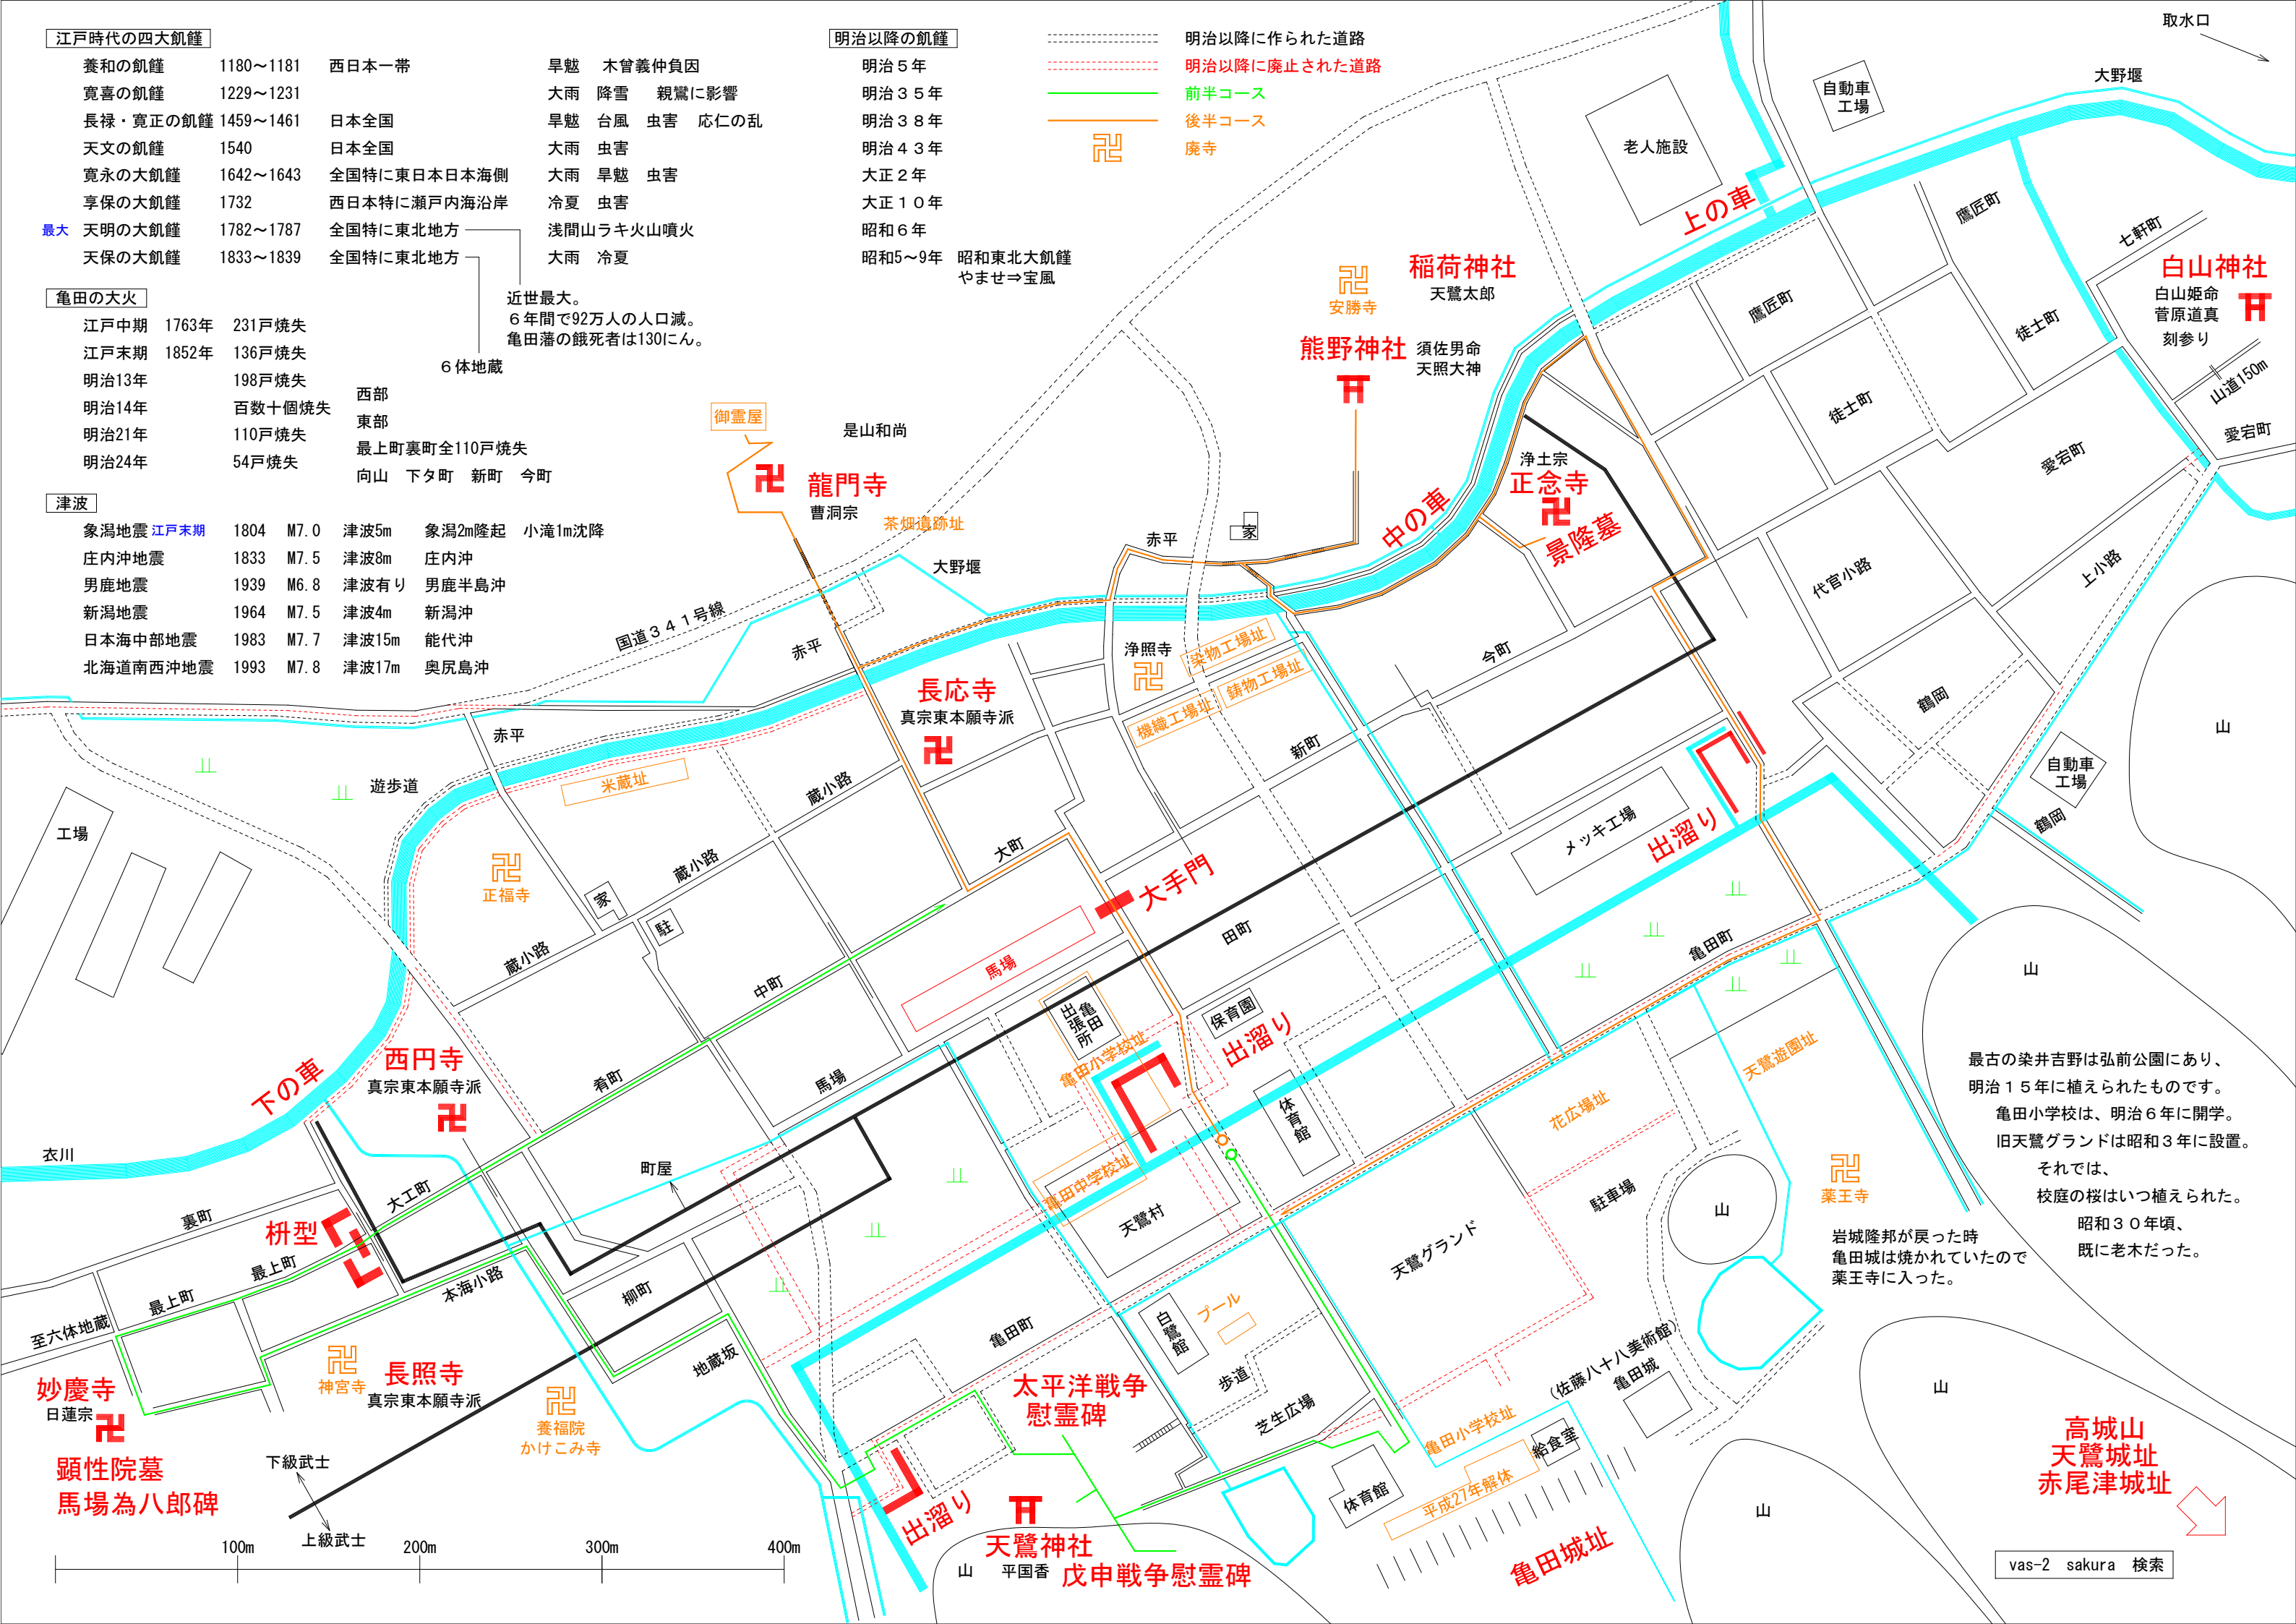 江戸時代の四大飢饉
養和の飢饉 1180～1181 西日本一帯 旱魃 木曾義仲負因
寛喜の飢饉 1229～1231 大雨 降雪 親鸞に影響
長禄・寛正の飢饉 1459～1461 日本全国 旱魃 台風 虫害 応仁の乱
天文の飢饉 1540 日本全国 大雨 虫害
寛永の大飢饉 1642～1643 全国特に東日本日本海側 大雨 旱魃 虫害
享保の大飢饉 1732 西日本特に瀬戸内海沿岸 冷夏 虫害
最大 天明の大飢饉 1782～1787 全国特に東北地方 浅間山ラキ火山噴火
天保の大飢饉 1833～1839 全国特に東北地方 大雨 冷夏
近世最大。
６年間で92万人の人口減。
亀田藩の餓死者は130にん。
６体地蔵
明治以降の飢饉
明治５年
明治３５年
明治３８年
明治４３年
大正２年
大正１０年
昭和６年
昭和5～9年 昭和東北大飢饉
やませ⇒宝風
明治以降に作られた道路
明治以降に廃止された道路
前半コース
後半コース
卍 廃寺
亀田の大火
江戸中期 1763年 231戸焼失
江戸末期 1852年 136戸焼失
明治13年 198戸焼失
明治14年 百数十個焼失
明治21年 110戸焼失
明治24年 54戸焼失
西部
東部
最上町裏町全110戸焼失
向山 下タ町 新町 今町
津波
象潟地震 江戸末期 1804 M7.0 津波5m 象潟2m隆起 小滝1m沈降
庄内沖地震 1833 M7.5 津波8m 庄内沖
男鹿地震 1939 M6.8 津波有り 男鹿半島沖
新潟地震 1964 M7.5 津波4m 新潟沖
日本海中部地震 1983 M7.7 津波15m 能代沖
北海道南西沖地震 1993 M7.8 津波17m 奥尻島沖
取水口
大野堰
自動車
工場
老人施設
上の車
鷹匠町
七軒町
白山神社
白山姫命
菅原道真
刻参り
山道150m
愛宕町
稲荷神社
天鷺太郎
安勝寺
熊野神社
須佐男命
天照大神
鷹匠町
徒士町
徒士町
愛宕町
御霊屋
是山和尚
龍門寺
曹洞宗
茶畑遺跡址
大野堰
国道３４１号線
赤平
赤平
家
中の車
浄土宗
正念寺
景隆墓
代官小路
上小路
今町
鶴岡
山
浄照寺
染物工場址
鋳物工場址
機織工場址
新町
長応寺
真宗東本願寺派
赤平
遊歩道
米蔵址
蔵小路
工場
正福寺
家
蔵小路
駐
蔵小路
大町
大手門
メッキ工場
出溜り
自動車
工場
鶴岡
中町
馬場
田町
亀田町
山
亀田
出張所
保育園
出溜り
亀田小学校址
体育館
天鷺遊園址
花広場址
最古の染井吉野は弘前公園にあり、
明治１５年に植えられたものです。
亀田小学校は、明治６年に開学。
旧天鷺グランドは昭和３年に設置。
それでは、
校庭の桜はいつ植えられた。
昭和３０年頃、
既に老木だった。
下の車
西円寺
真宗東本願寺派
肴町
馬場
衣川
裏町
枡型
大工町
町屋
亀田中学校址
天鷺村
天鷺グランド
駐車場
山
薬王寺
岩城隆邦が戻った時
亀田城は焼かれていたので
薬王寺に入った。
至六体地蔵
最上町
最上町
本海小路
柳町
地蔵坂
亀田町
白鷺館
プール
歩道
芝生広場
（佐藤八十八美術館）
亀田城
山
妙慶寺
日蓮宗
顕性院墓
馬場為八郎碑
神宮寺
長照寺
真宗東本願寺派
養福院
かけこみ寺
下級武士
上級武士
太平洋戦争
慰霊碑
出溜り
天鷺神社
平国香
戊申戦争慰霊碑
山
体育館
亀田小学校址
給食室
平成27年解体
亀田城址
山
高城山
天鷺城址
赤尾津城址
100m 200m 300m 400m
vas-2 sakura 検索